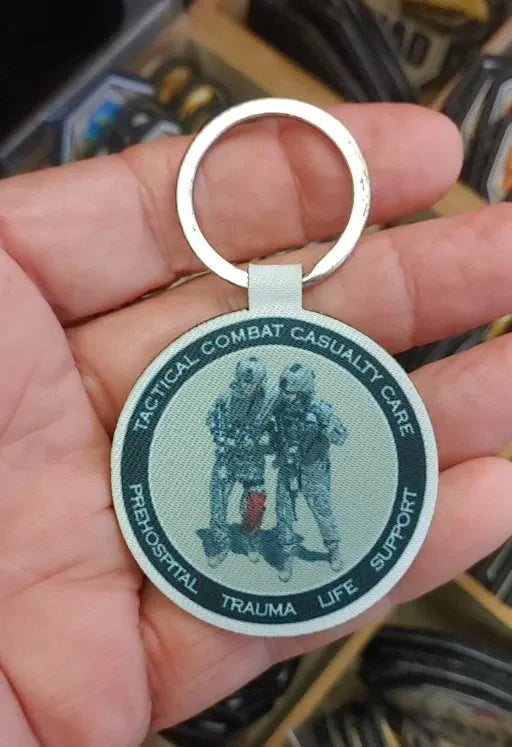 TACTICAL COMBAT CASUALTY CARE
PREHOSPITAL TRAUMA LIFE SUPPORT